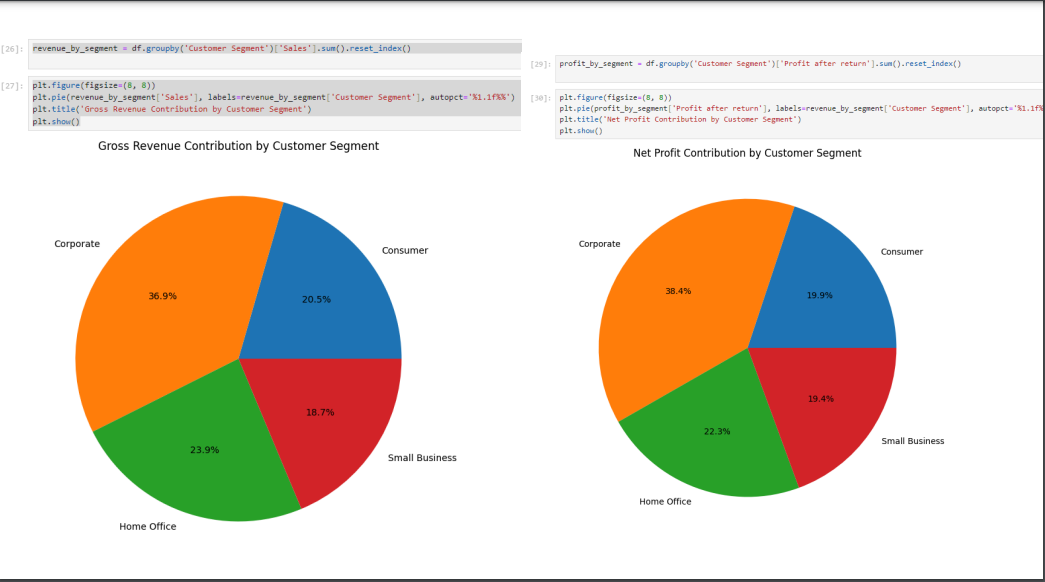 [26]: revenue_by_segment = df.groupby('Customer Segment')['Sales'].sum().reset_index()
[27]: plt.figure(figsize=(8, 8))
plt.pie(revenue_by_segment['Sales'], labels=revenue_by_segment['Customer Segment'], autopct='%1.1f%%')
plt.title('Gross Revenue Contribution by Customer Segment')
plt.show()
Gross Revenue Contribution by Customer Segment
Corporate
Consumer
36.9%
20.5%
18.7%
23.9%
Small Business
Home Office
[29]: profit_by_segment = df.groupby('Customer Segment')['Profit after return'].sum().reset_index()
[30]: plt.figure(figsize=(8, 8))
plt.pie(profit_by_segment['Profit after return'], labels=revenue_by_segment['Customer Segment'], autopct='%1.1f%
plt.title('Net Profit Contribution by Customer Segment')
plt.show()
Net Profit Contribution by Customer Segment
Corporate
Consumer
38.4%
19.9%
19.4%
22.3%
Small Business
Home Office